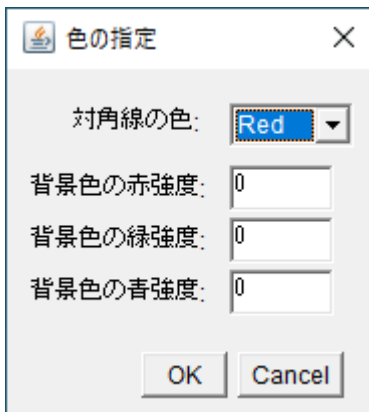 色の指定
対角線の色: Red
背景色の赤強度: 0
背景色の緑強度: 0
背景色の青強度: 0
OK Cancel